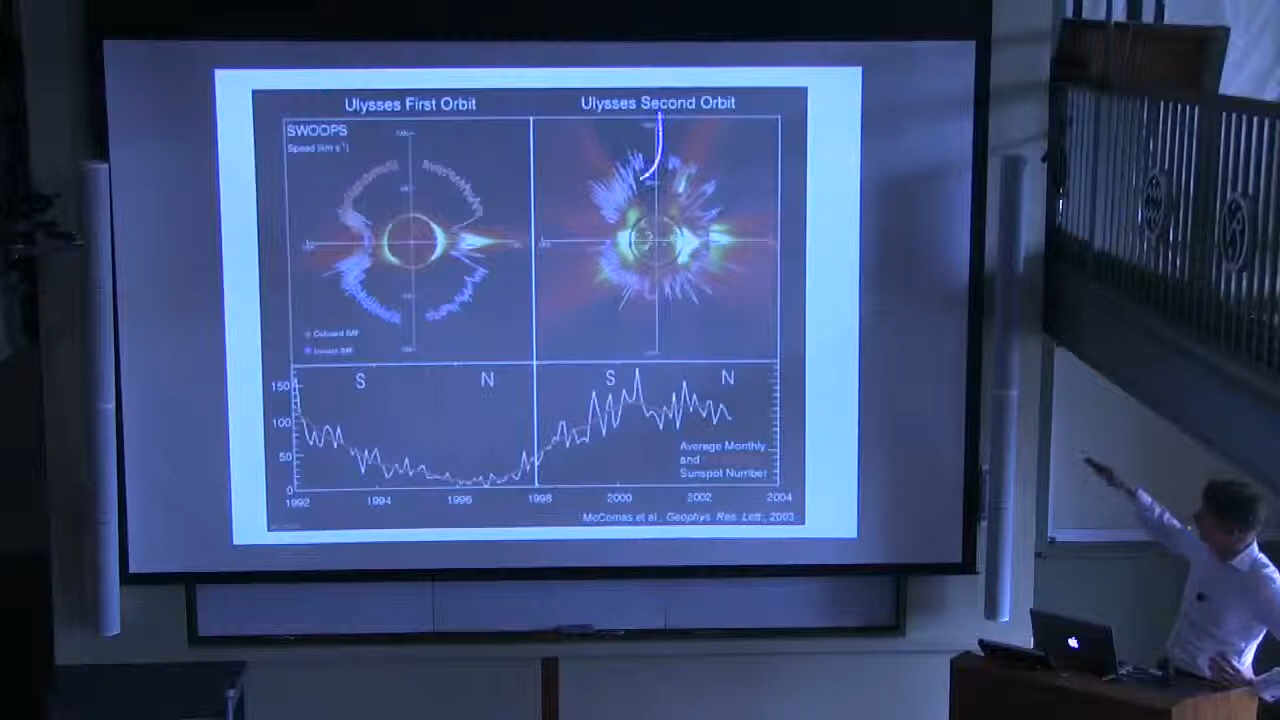 Ulysses First Orbit
Ulysses Second Orbit
SWOOPS
Speed (km s⁻¹)
Outward IMF
Inward IMF
S
N
S
N
150
100
50
0
Average Monthly
and
Sunspot Number
1992
1994
1996
1998
2000
2002
2004
McComas et al., Geophys. Res. Lett., 2003